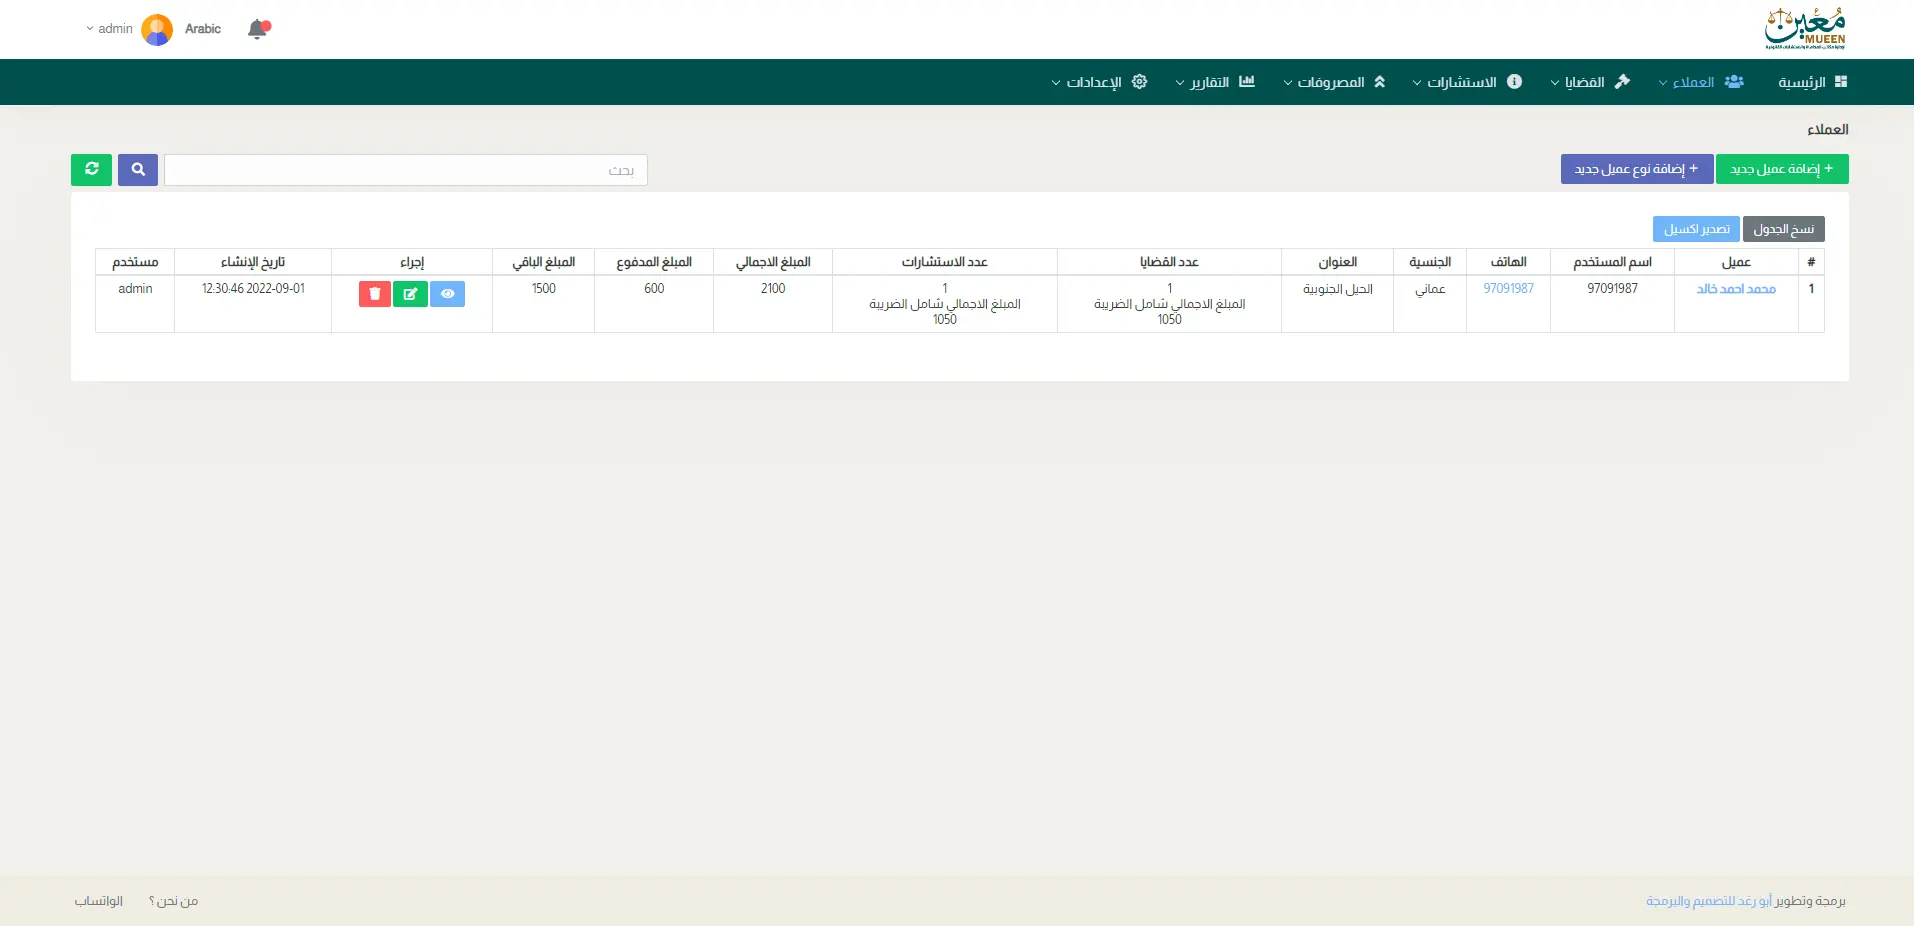 مُعين
MUEEN
Arabic
admin
الرئيسية
العملاء
القضايا
الاستشارات
المصروفات
التقارير
الإعدادات
العملاء
+ إضافة عميل جديد
+ إضافة نوع عميل جديد
بحث
نسخ الجدول
تصدير اكسيل
# عميل اسم المستخدم الهاتف الجنسية العنوان عدد القضايا عدد الاستشارات المبلغ الاجمالي المبلغ المدفوع المبلغ الباقي إجراء تاريخ الإنشاء مستخدم
1 محمد احمد خالد 97091987 97091987 عماني الحيل الجنوبية 1 1 2100 600 1500 2022-09-01 12:30:46 admin
المبلغ الاجمالي شامل الضريبة المبلغ الاجمالي شامل الضريبة
1050 1050
برمجة وتطوير أبو رغد للتصميم والبرمجة
من نحن ؟
الواتساب